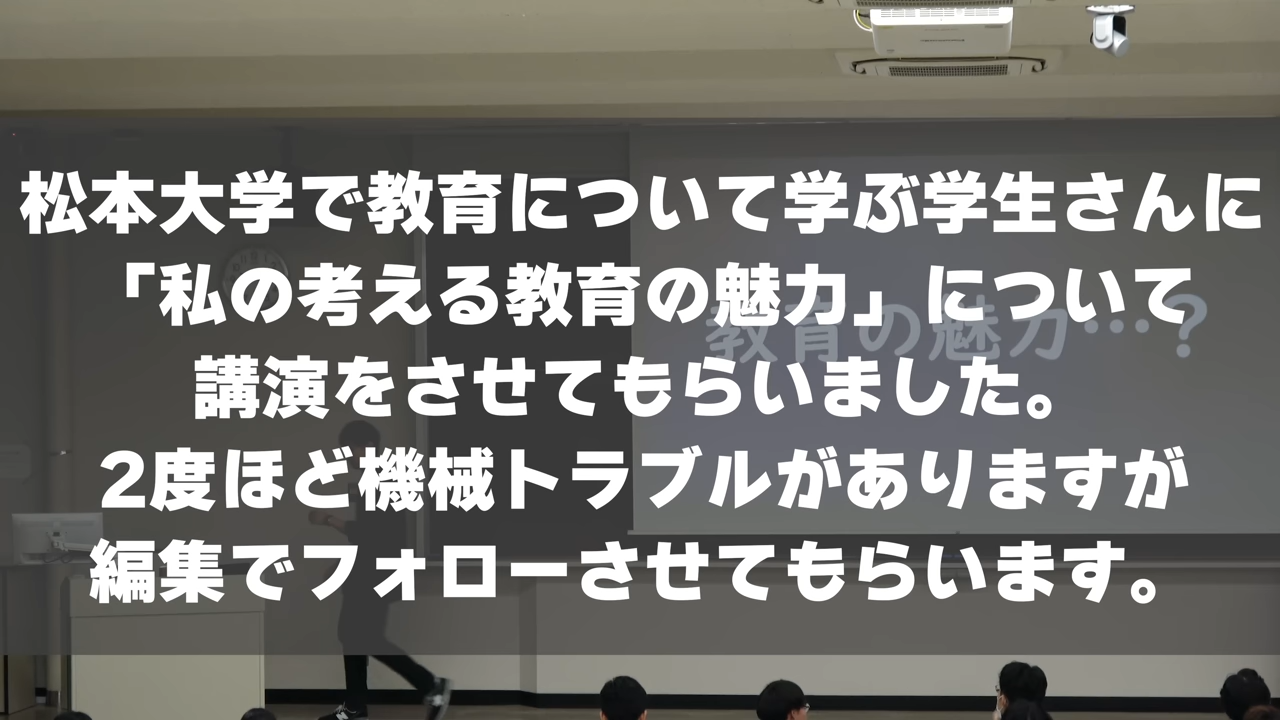 松本大学で教育について学ぶ学生さんに
「私の考える教育の魅力」について
教育の魅力…？
講演をさせてもらいました。
2度ほど機械トラブルがありますが
編集でフォローさせてもらいます。